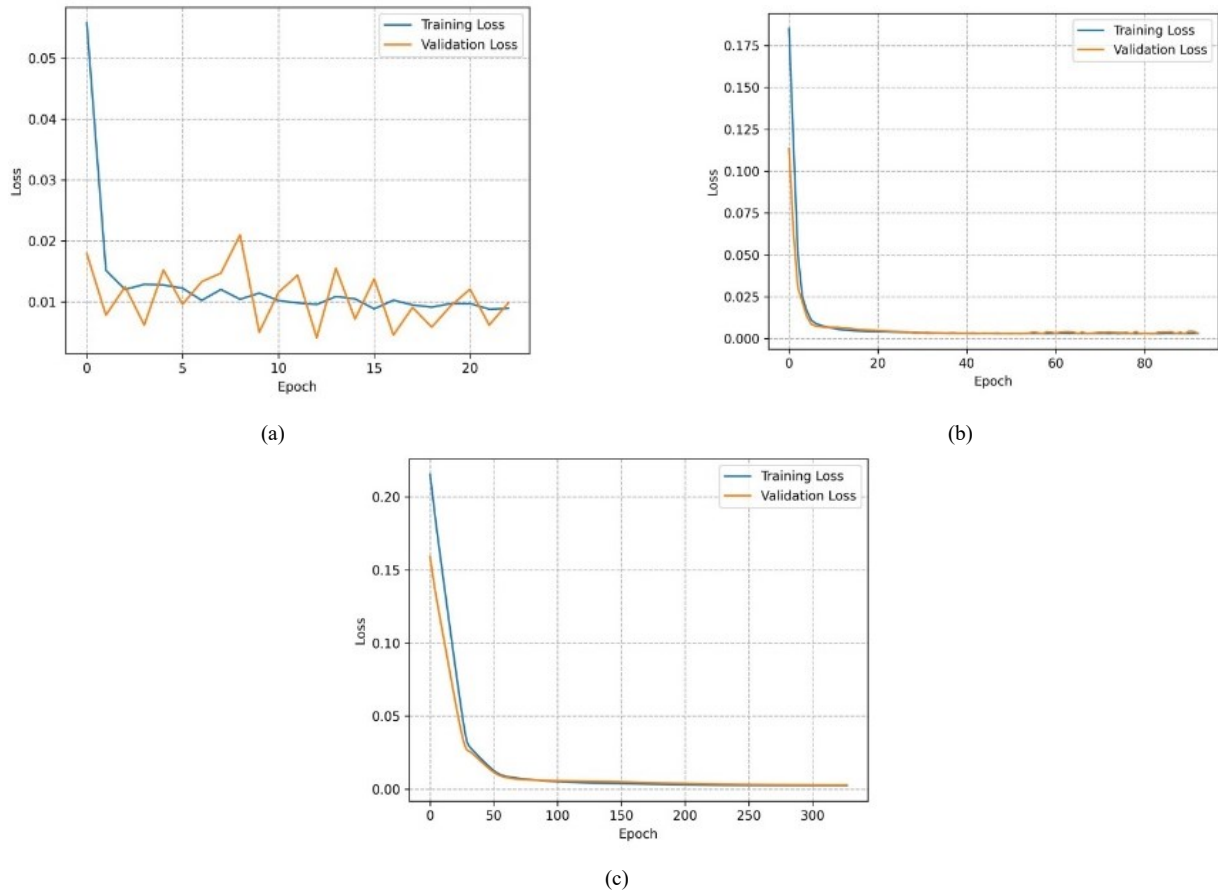 Training Loss
Validation Loss
0.05
0.04
0.03
0.02
0.01
Loss
0 5 10 15 20
Epoch
(a)
Training Loss
Validation Loss
0.175
0.150
0.125
0.100
0.075
0.050
0.025
0.000
Loss
0 20 40 60 80
Epoch
(b)
Training Loss
Validation Loss
0.20
0.15
0.10
0.05
0.00
Loss
0 50 100 150 200 250 300
Epoch
(c)